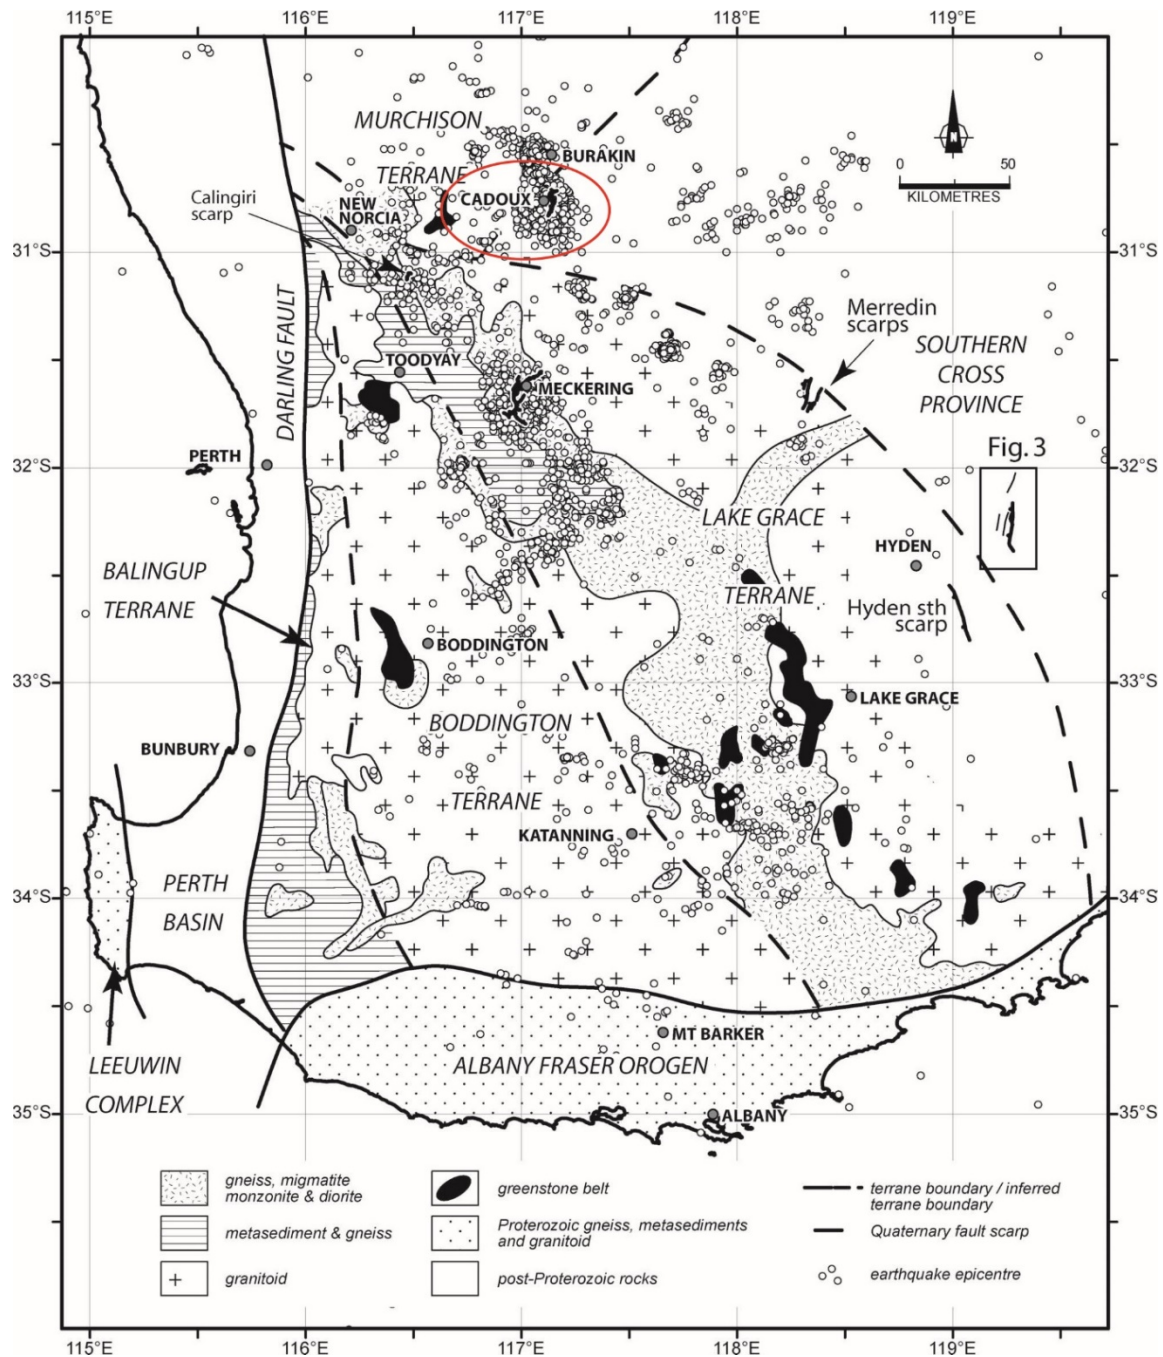 115°E
116°E
117°E
118°E
119°E
MURCHISON
TERRANE
BURAKIN
CADOUX
0
50
KILOMETRES
N
Calingiri
scarp
NEW
NORCIA
31°S
31°S
DARLING FAULT
Merredin
scarps
SOUTHERN
CROSS
PROVINCE
TOODYAY
MECKERING
Fig. 3
PERTH
32°S
32°S
LAKE GRACE
TERRANE
HYDEN
Hyden sth
scarp
BALINGUP
TERRANE
BODDINGTON
33°S
33°S
LAKE GRACE
BODDINGTON
TERRANE
BUNBURY
KATANNING
PERTH
BASIN
34°S
34°S
MT BARKER
ALBANY FRASER OROGEN
LEEUWIN
COMPLEX
35°S
35°S
ALBANY
gneiss, migmatite
monzonite & diorite
metasediment & gneiss
granitoid
greenstone belt
Proterozoic gneiss, metasediments
and granitoid
post-Proterozoic rocks
terrane boundary / inferred
terrane boundary
Quaternary fault scarp
earthquake epicentre
115°E
116°E
117°E
118°E
119°E